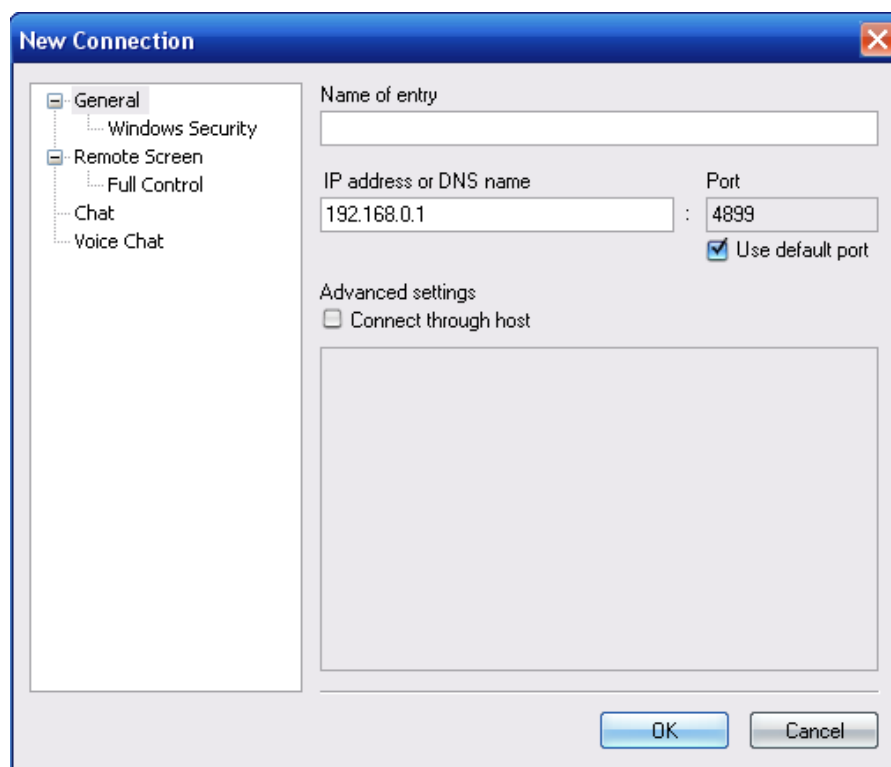 New Connection
General
Windows Security
Remote Screen
Full Control
Chat
Voice Chat
Name of entry
IP address or DNS name
Port
192.168.0.1 : 4899
Use default port
Advanced settings
Connect through host
OK
Cancel